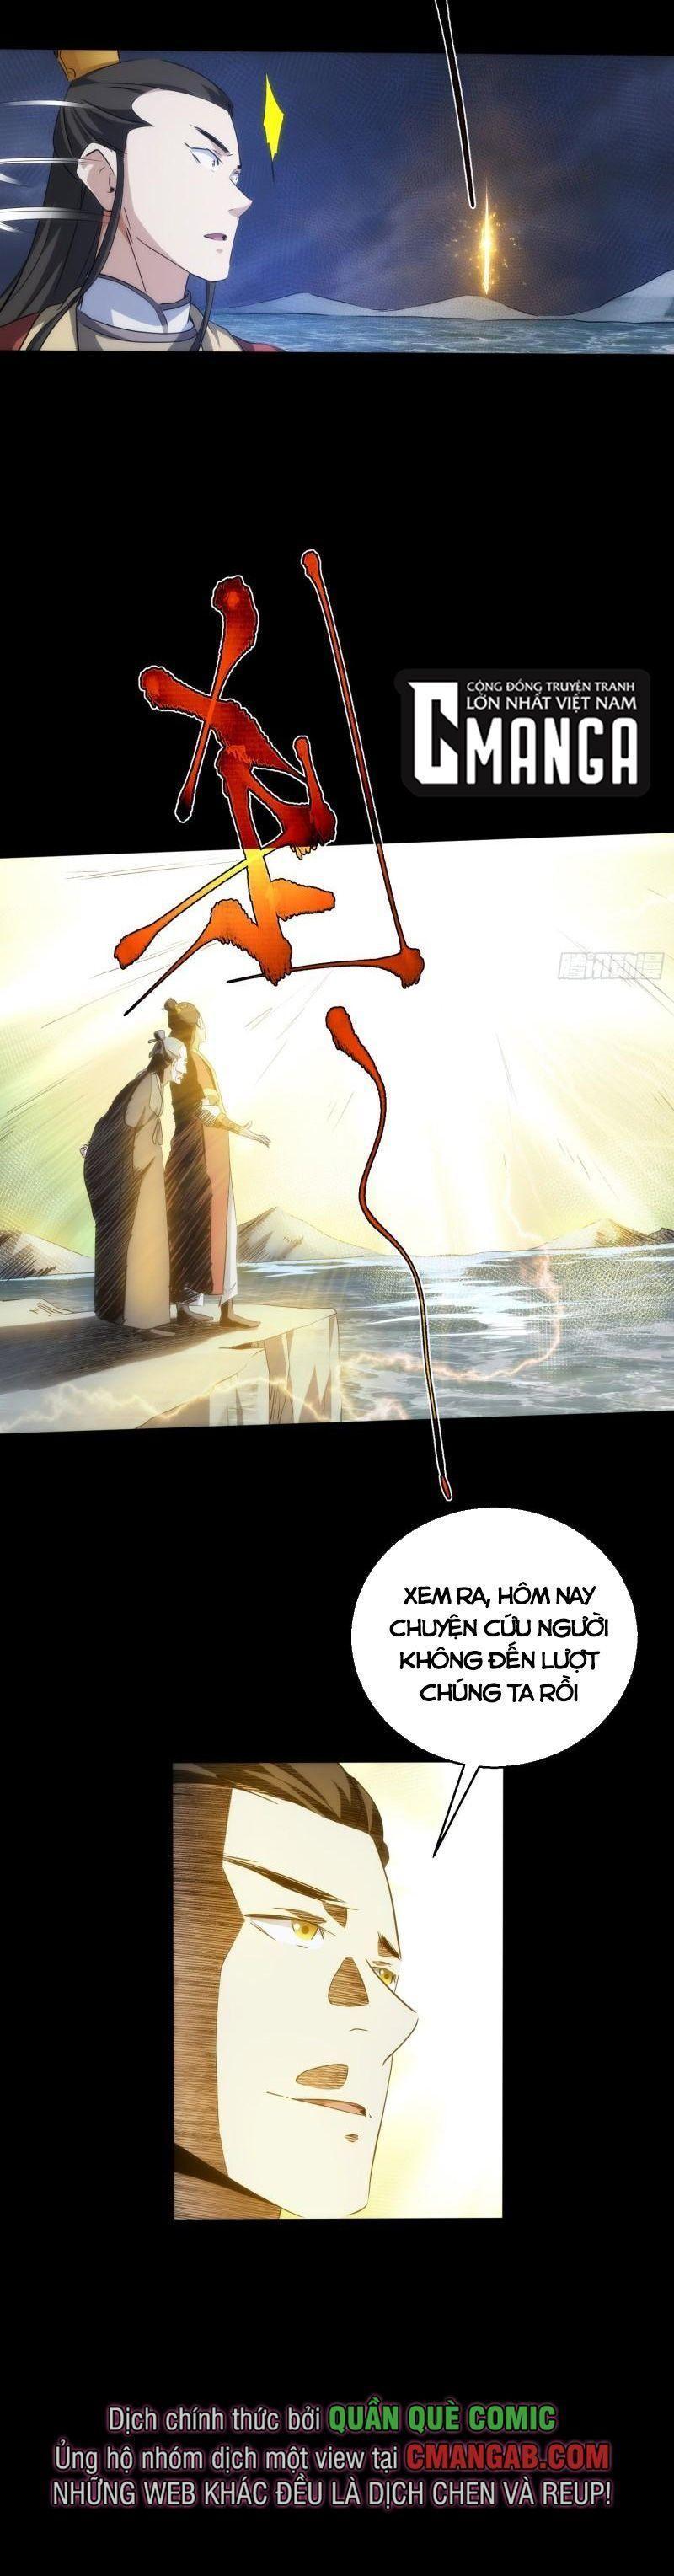 CỘNG ĐỒNG TRUYỆN TRANH
LỚN NHẤT VIỆT NAM
CMANGA
XEM RA, HÔM NAY
CHUYỆN CỨU NGƯỜI
KHÔNG ĐẾN LƯỢT
CHÚNG TA RỒI
Dịch chính thức bởi QUẦN QUÈ COMIC
Ủng hộ nhóm dịch một view tại CMANGAB.COM
NHỮNG WEB KHÁC ĐỀU LÀ DỊCH CHEN VÀ REUP!